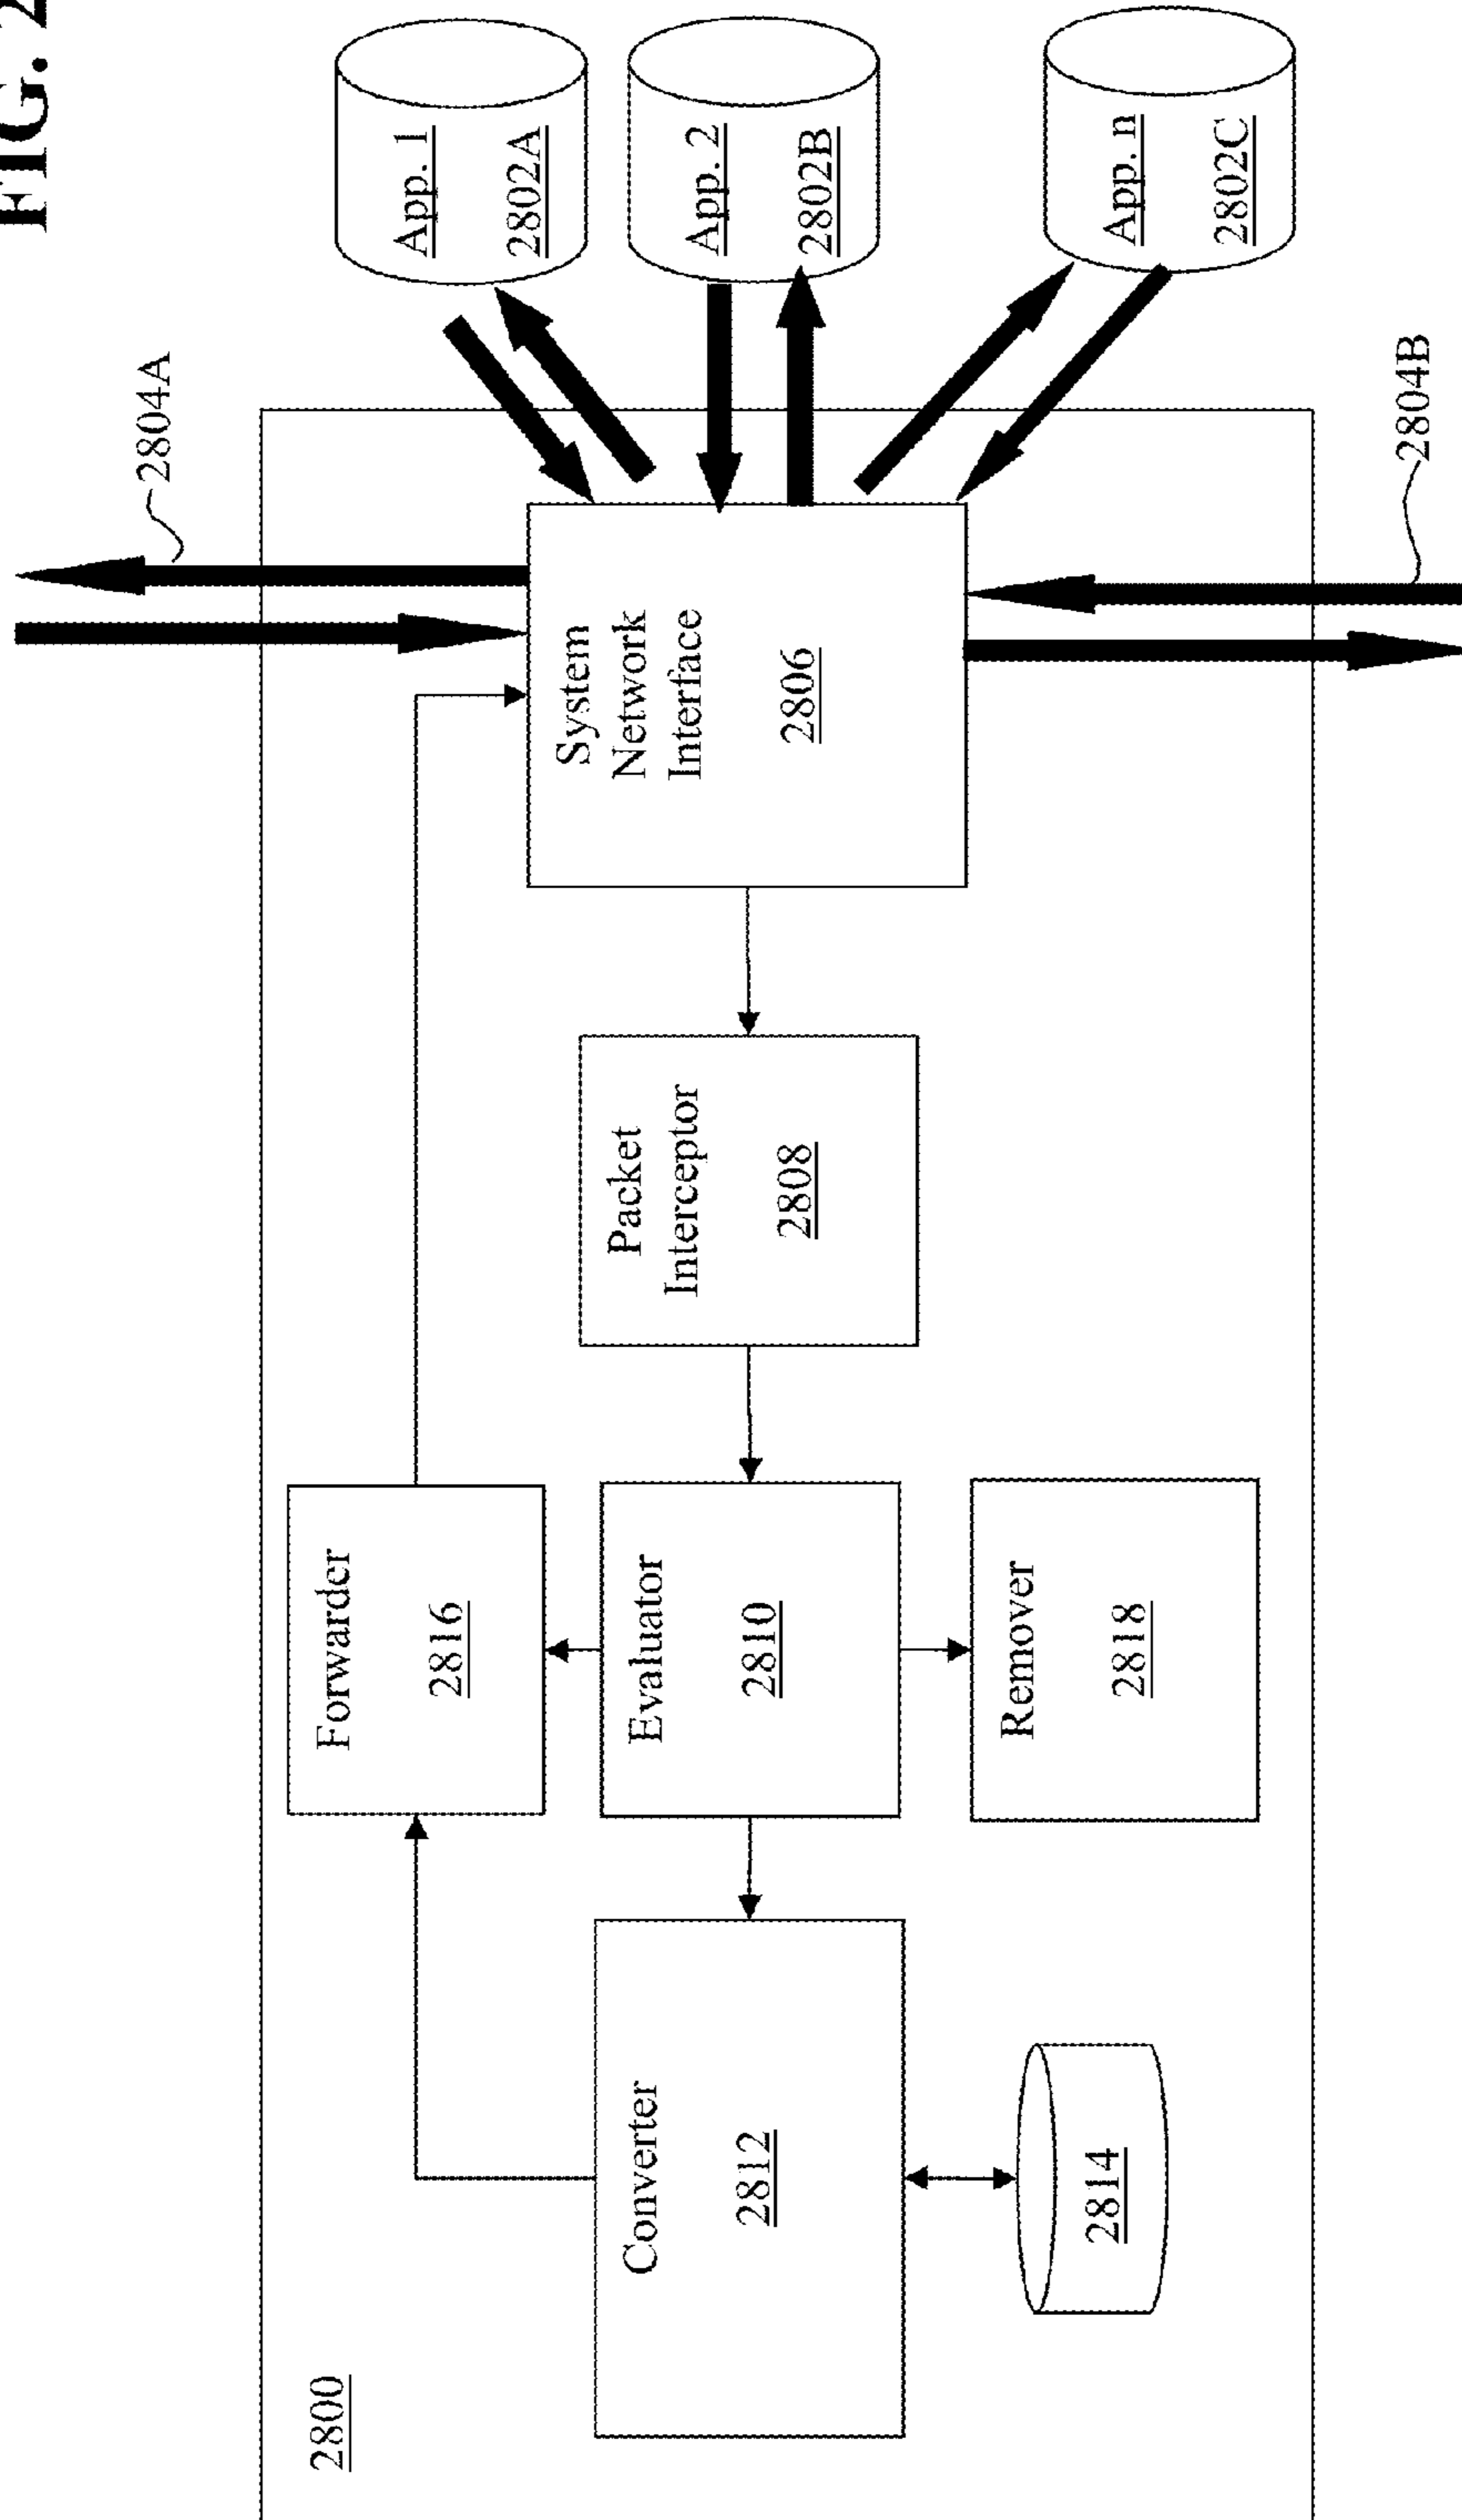 FIG. 2
2804A
2800
Forwarder
2816
App. 1
2802A
System
Network
Interface
2806
Packet
Interceptor
2808
Evaluator
2810
Converter
2812
App. 2
2802B
Remover
2818
2814
App. n
2802C
2804B